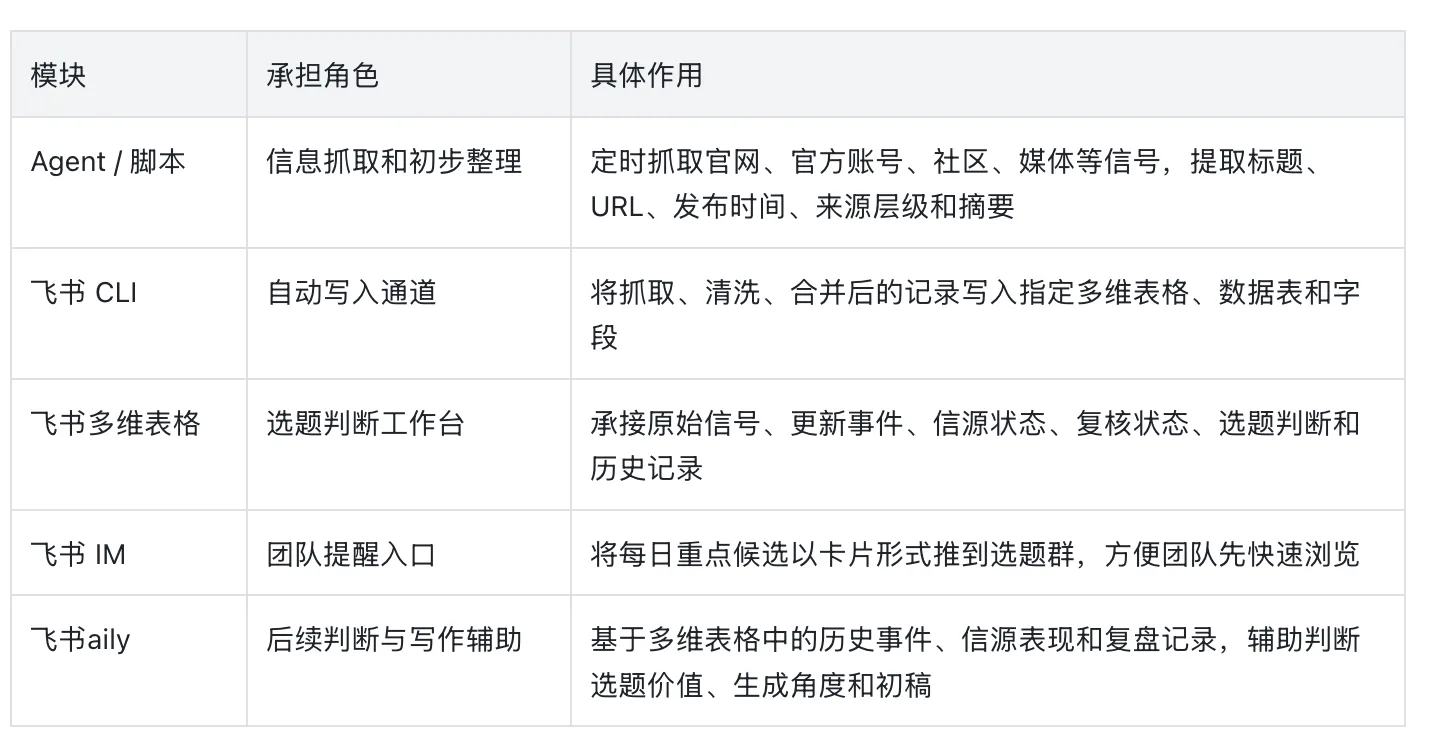 模块
承担角色
具体作用
Agent / 脚本
信息抓取和初步整理
定时抓取官网、官方账号、社区、媒体等信号，提取标题、
URL、发布时间、来源层级和摘要
飞书 CLI
自动写入通道
将抓取、清洗、合并后的记录写入指定多维表格、数据表和字
段
飞书多维表格
选题判断工作台
承接原始信号、更新事件、信源状态、复核状态、选题判断和
历史记录
飞书 IM
团队提醒入口
将每日重点候选以卡片形式推到选题群，方便团队先快速浏览
飞书aily
后续判断与写作辅助
基于多维表格中的历史事件、信源表现和复盘记录，辅助判断
选题价值、生成角度和初稿